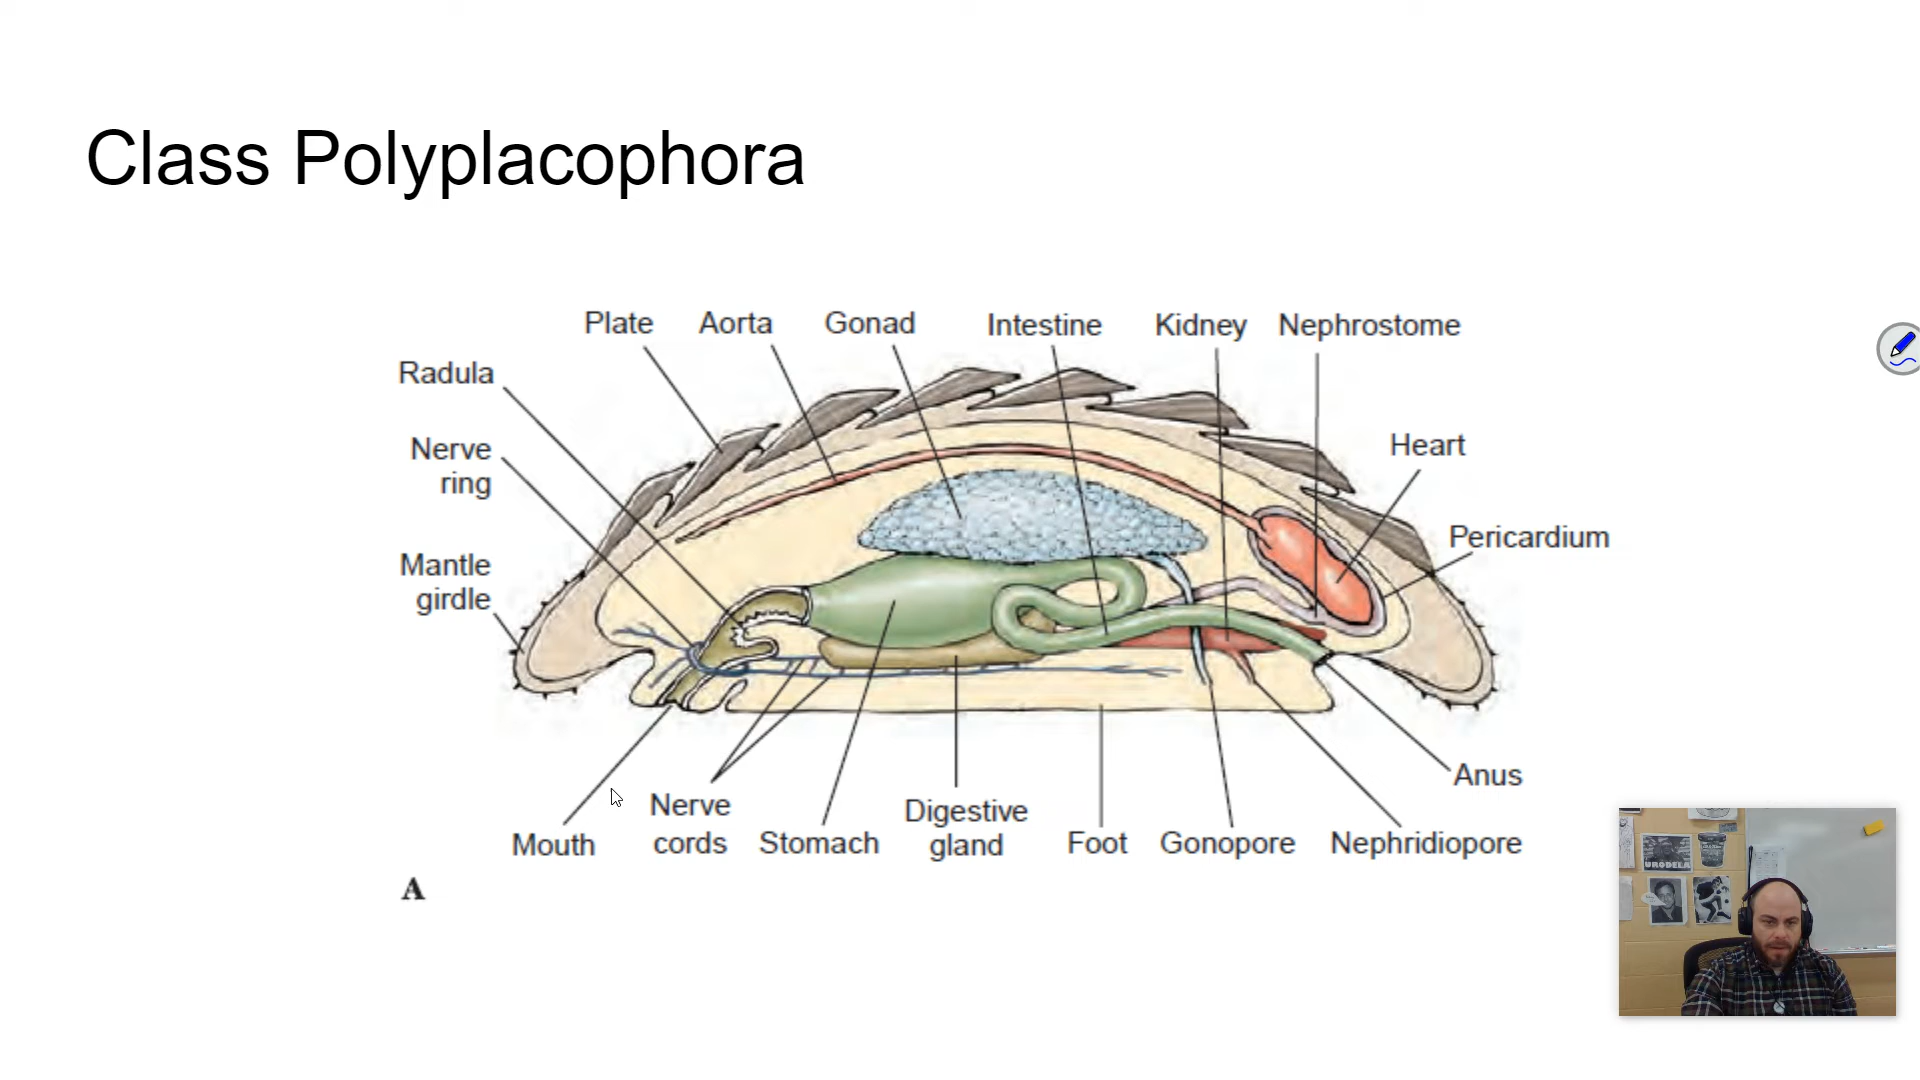 Class Polyplacophora
Plate Aorta Gonad Intestine Kidney Nephrostome
Radula
Heart
Nerve
ring
Pericardium
Mantle
girdle
Anus
Nerve
cords
Digestive
gland
Mouth
Stomach
Foot
Gonopore
Nephridiopore
A
URODELA